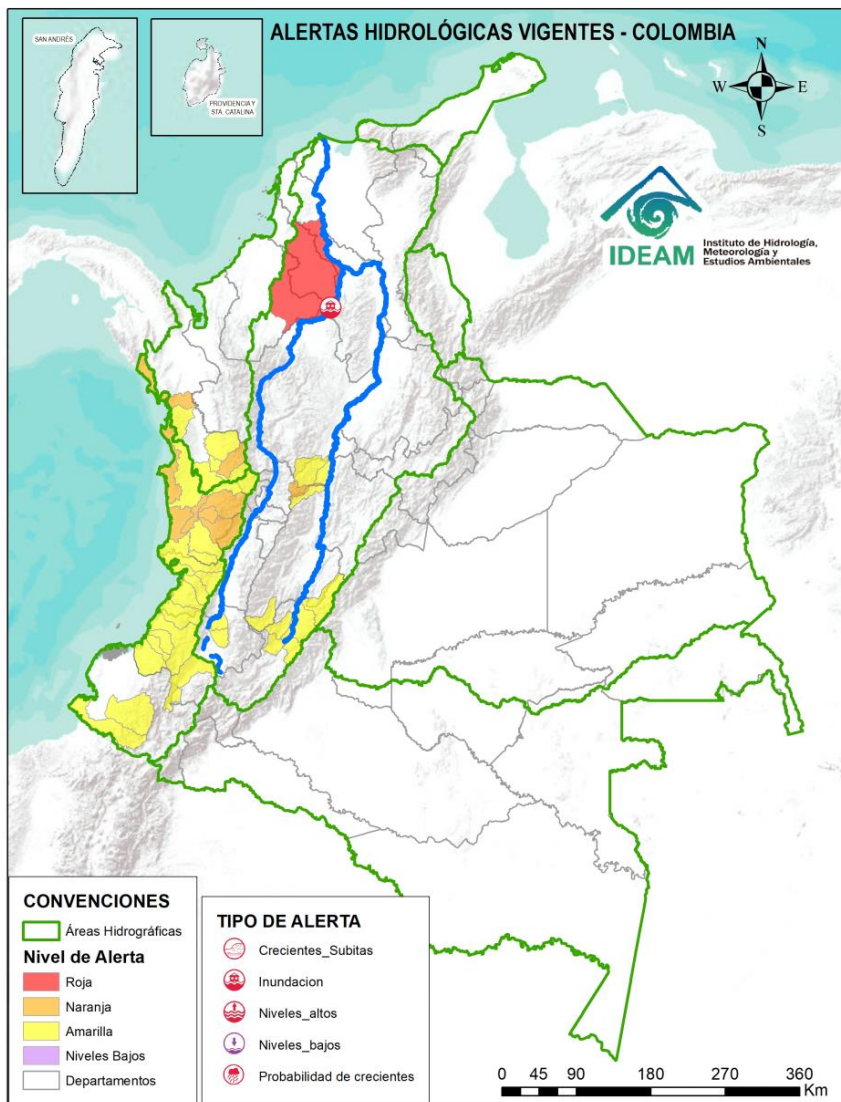 ALERTAS HIDROLÓGICAS VIGENTES - COLOMBIA
SAN ANDRÉS
PROVIDENCIA Y
STA. CATALINA
N
W E
S
IDEAM
Instituto de Hidrología,
Meteorología y
Estudios Ambientales
CONVENCIONES
Áreas Hidrográficas
Nivel de Alerta
Roja
Naranja
Amarilla
Niveles Bajos
Departamentos
TIPO DE ALERTA
Crecientes_Subitas
Inundacion
Niveles_altos
Niveles_bajos
Probabilidad de crecientes
0 45 90 180 270 360
Km